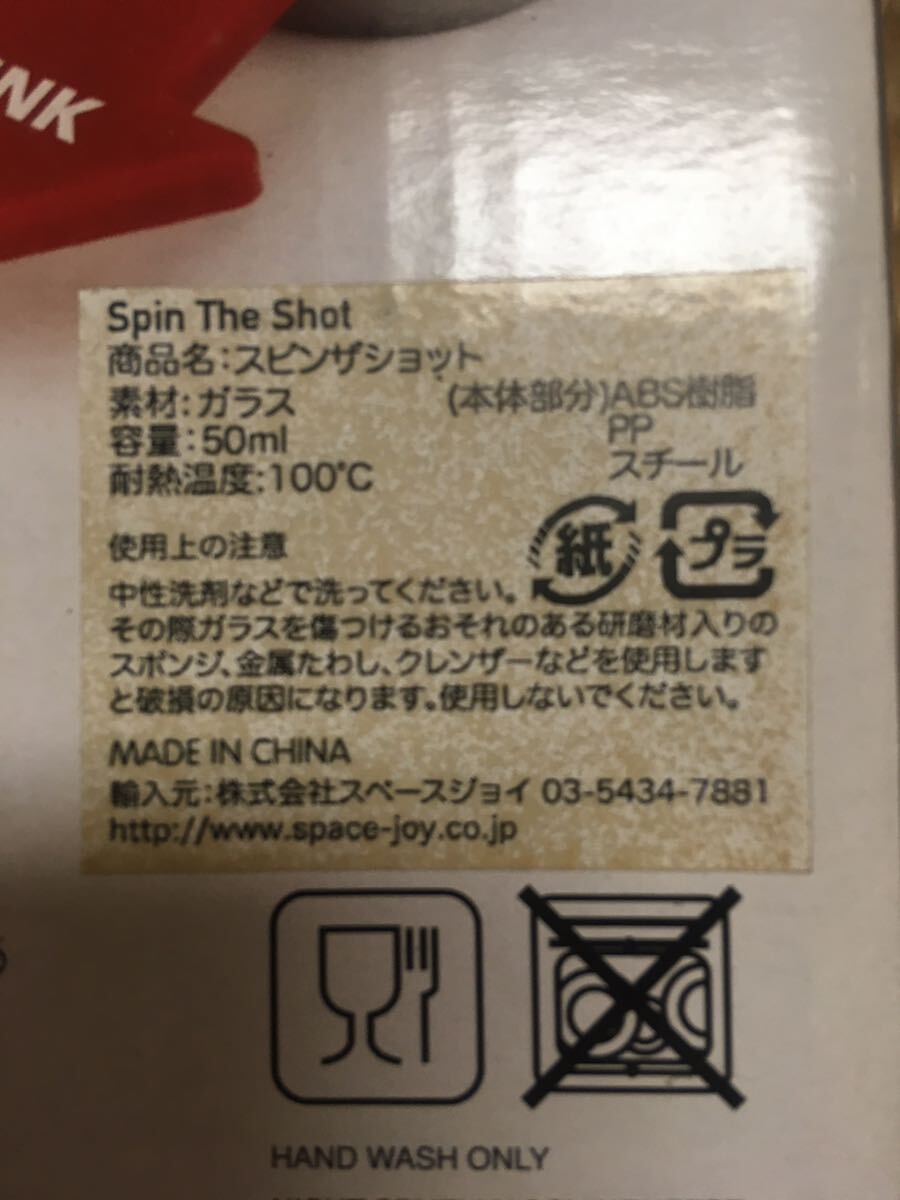 Spin The Shot
商品名:スピンザショット
素材:ガラス (本体部分)ABS樹脂
容量:50ml PP
耐熱温度:100℃ スチール
使用上の注意
紙 プラ
中性洗剤などで洗ってください。
その際ガラスを傷つけるおそれのある研磨材入りの
スポンジ、金属たわし、クレンザーなどを使用します
と破損の原因になります。使用しないでください。
MADE IN CHINA
輸入元:株式会社スペースジョイ 03-5434-7881
http://www.space-joy.co.jp
HAND WASH ONLY